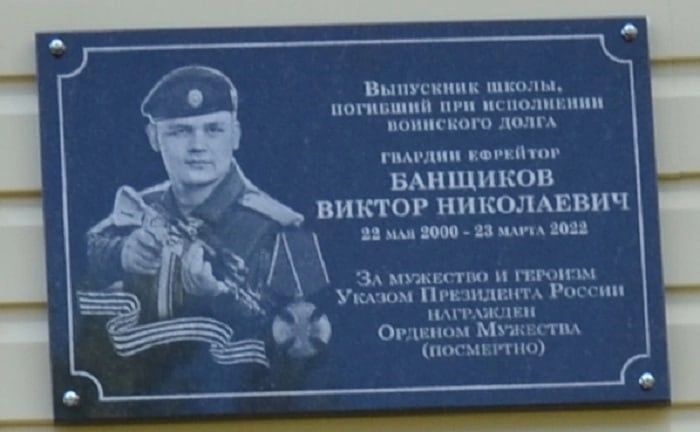 Выпускник школы,
погибший при исполнении
воинского долга
гвардии ефрейтор
БАНЩИКОВ
ВИКТОР НИКОЛАЕВИЧ
22 мая 2000 - 23 марта 2022
За мужество и героизм
Указом Президента России
награжден
Орденом Мужества
(посмертно)